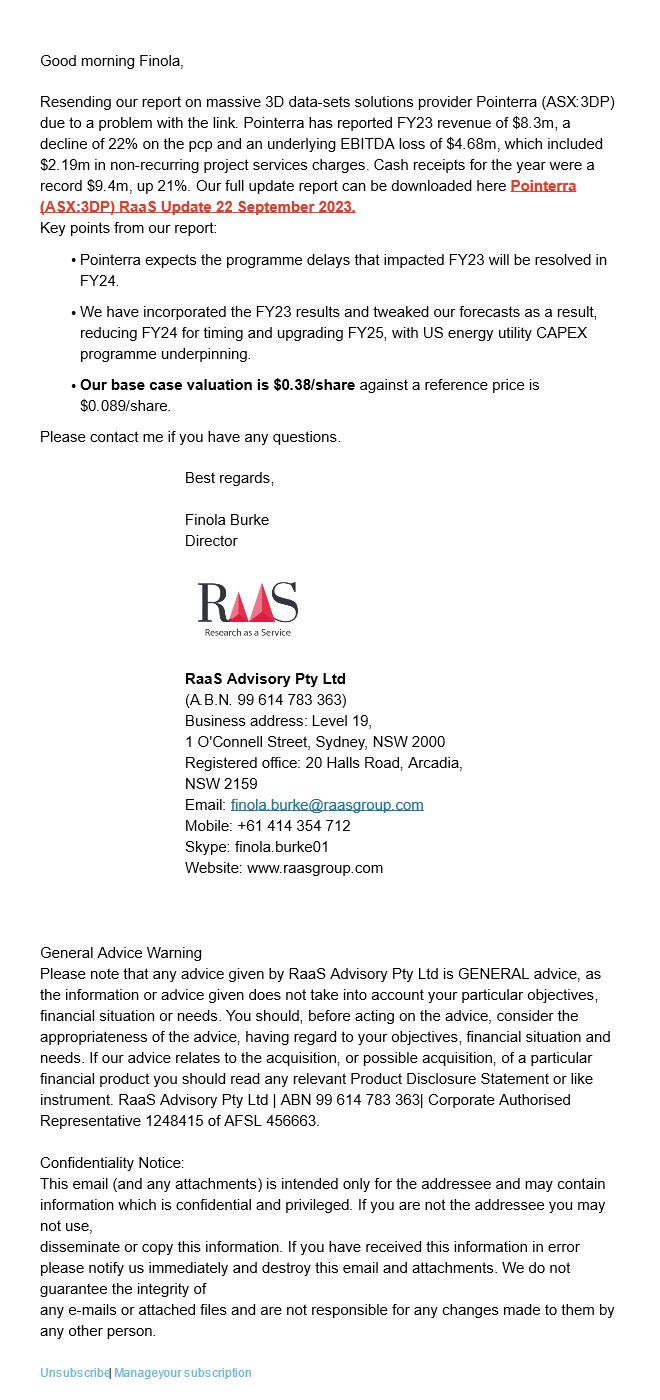 Good morning Finola,
Resending our report on massive 3D data-sets solutions provider Pointerra (ASX:3DP)
due to a problem with the link. Pointerra has reported FY23 revenue of $8.3m, a
decline of 22% on the pcp and an underlying EBITDA loss of $4.68m, which included
$2.19m in non-recurring project services charges. Cash receipts for the year were a
record $9.4m, up 21%. Our full update report can be downloaded here Pointerra
(ASX:3DP) RaaS Update 22 September 2023.
Key points from our report:
• Pointerra expects the programme delays that impacted FY23 will be resolved in
FY24.
• We have incorporated the FY23 results and tweaked our forecasts as a result,
reducing FY24 for timing and upgrading FY25, with US energy utility CAPEX
programme underpinning.
• Our base case valuation is $0.38/share against a reference price is
$0.089/share.
Please contact me if you have any questions.
Best regards,
Finola Burke
Director
RAAS
Research as a Service
RaaS Advisory Pty Ltd
(A.B.N. 99 614 783 363)
Business address: Level 19,
1 O'Connell Street, Sydney, NSW 2000
Registered office: 20 Halls Road, Arcadia,
NSW 2159
Email: finola.burke@raasgroup.com
Mobile: +61 414 354 712
Skype: finola.burke01
Website: www.raasgroup.com
General Advice Warning
Please note that any advice given by RaaS Advisory Pty Ltd is GENERAL advice, as
the information or advice given does not take into account your particular objectives,
financial situation or needs. You should, before acting on the advice, consider the
appropriateness of the advice, having regard to your objectives, financial situation and
needs. If our advice relates to the acquisition, or possible acquisition, of a particular
financial product you should read any relevant Product Disclosure Statement or like
instrument. RaaS Advisory Pty Ltd | ABN 99 614 783 363| Corporate Authorised
Representative 1248415 of AFSL 456663.
Confidentiality Notice:
This email (and any attachments) is intended only for the addressee and may contain
information which is confidential and privileged. If you are not the addressee you may
not use,
disseminate or copy this information. If you have received this information in error
please notify us immediately and destroy this email and attachments. We do not
guarantee the integrity of
any e-mails or attached files and are not responsible for any changes made to them by
any other person.
Unsubscribe| Manageyour subscription